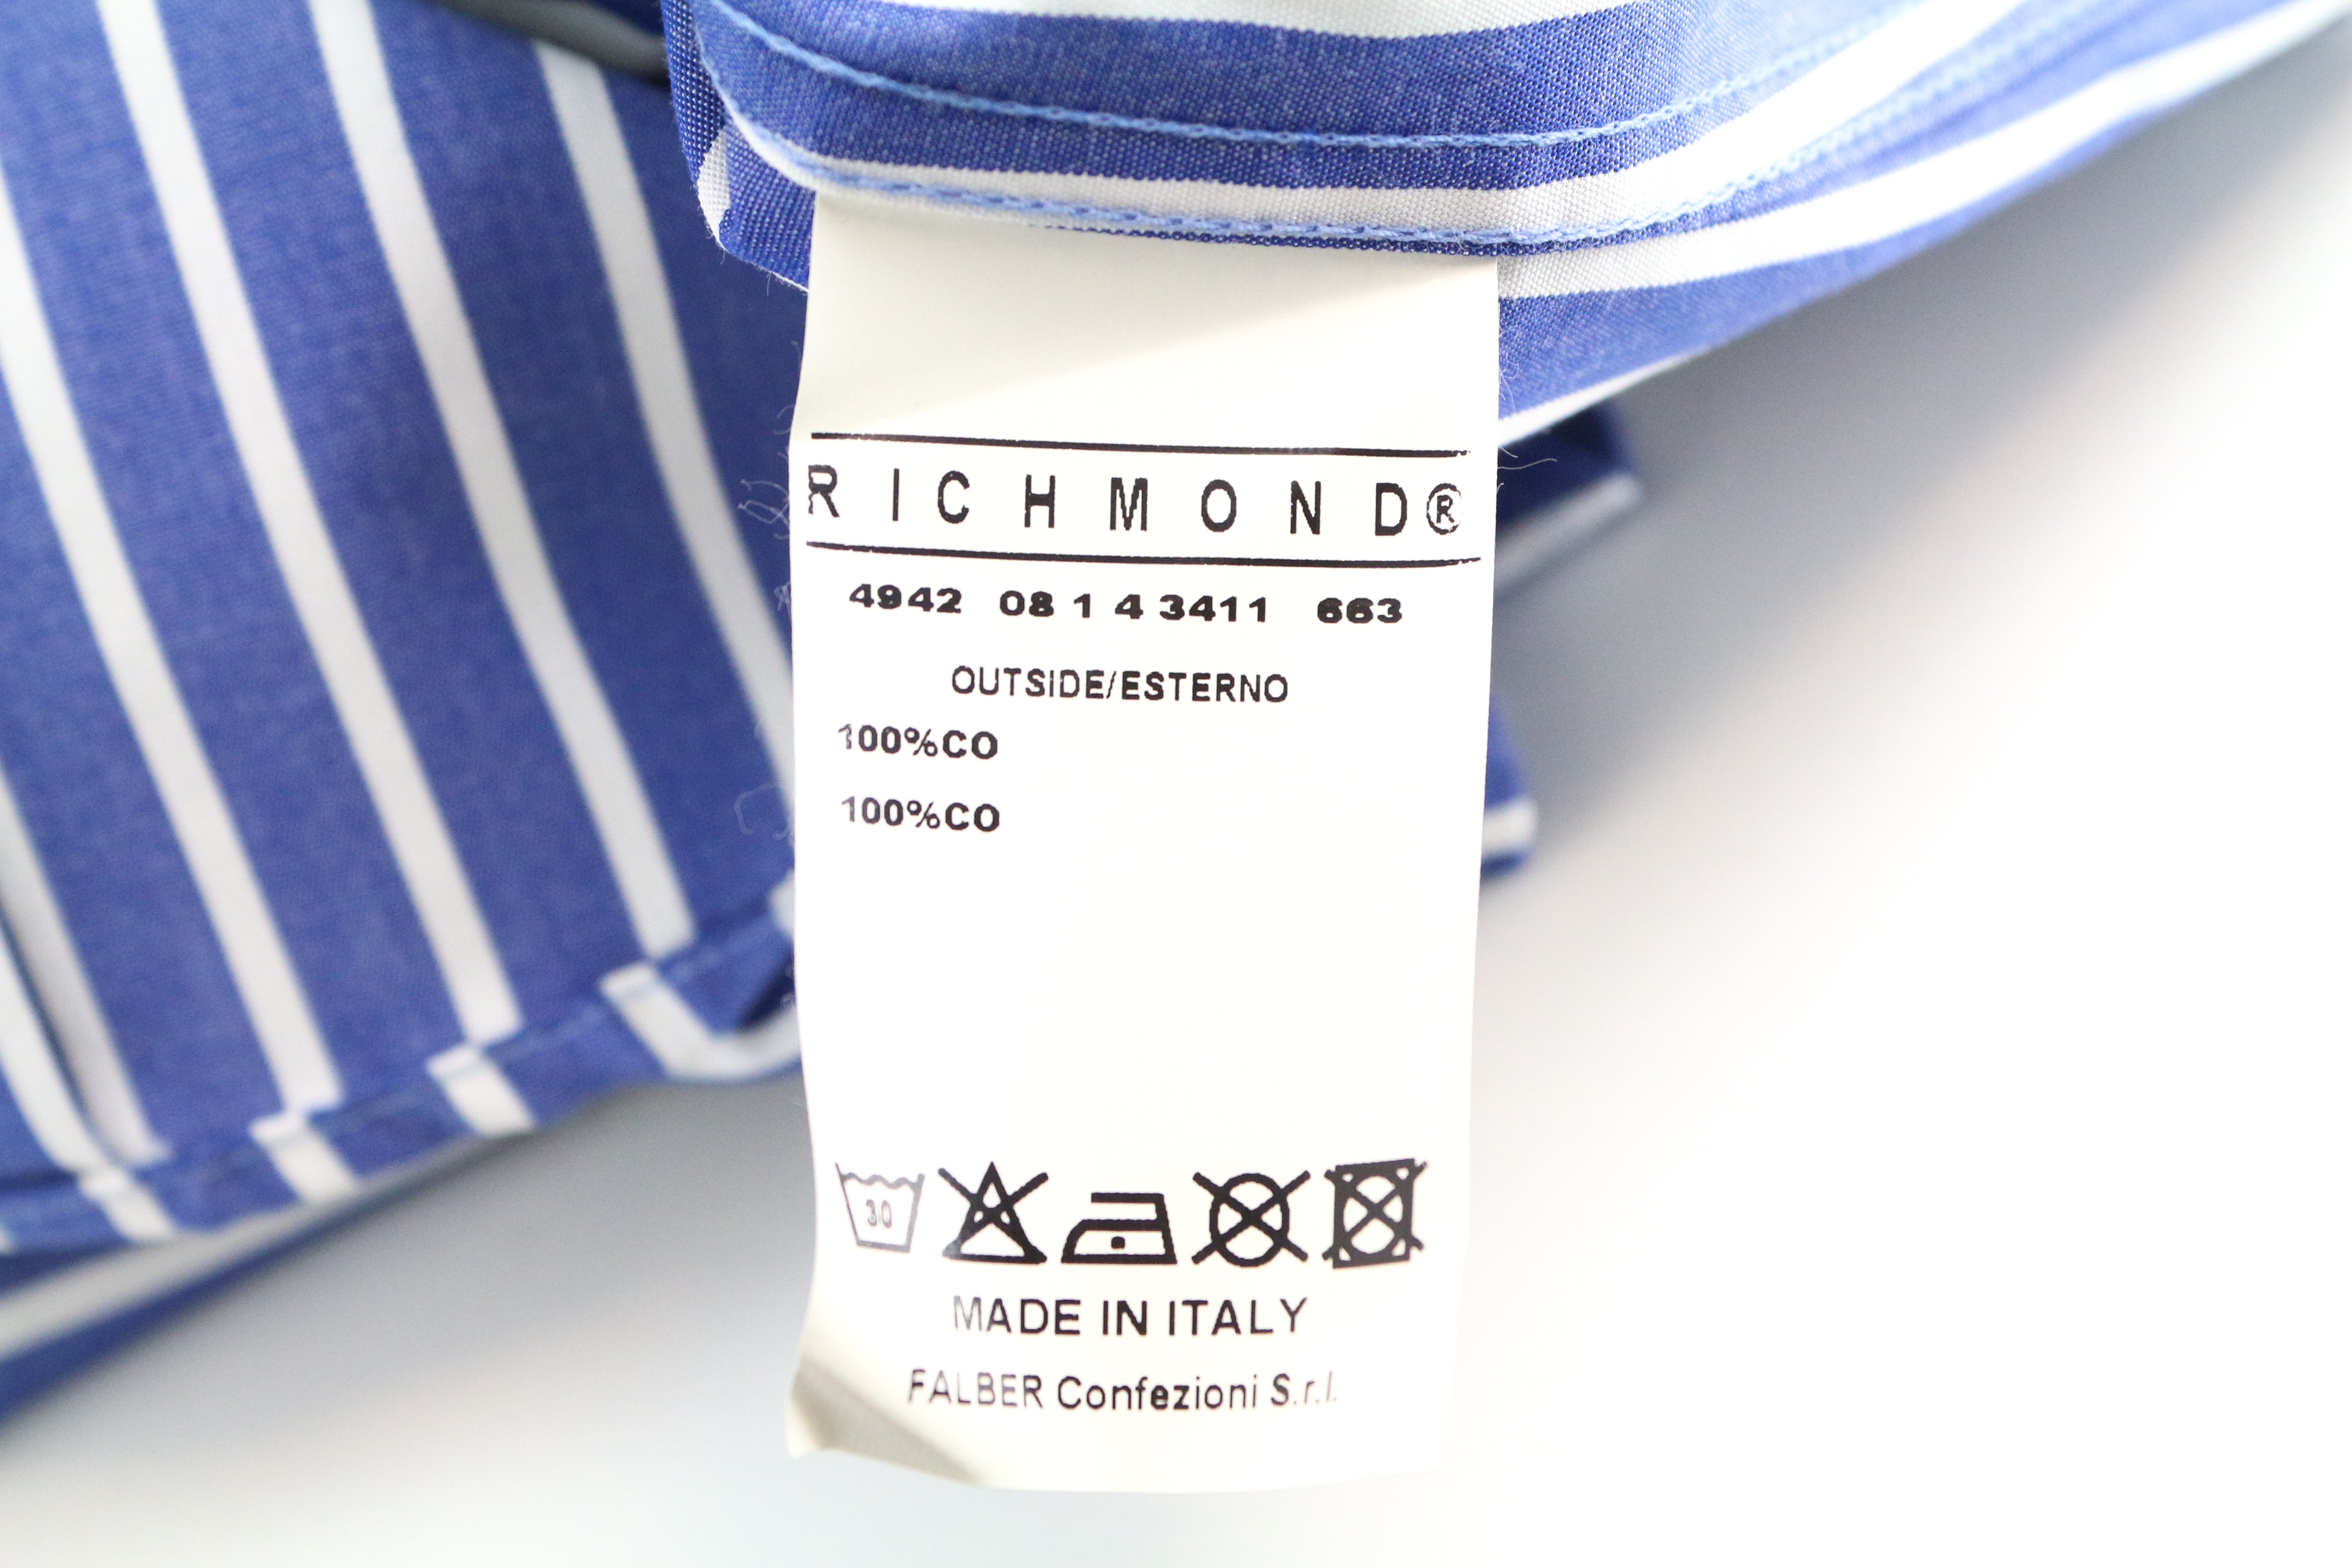 RICHMOND®
4942 08 1 4 3411 663
OUTSIDE/ESTERNO
100%CO
100%CO
30
MADE IN ITALY
FALBER Confezioni S.r.l.